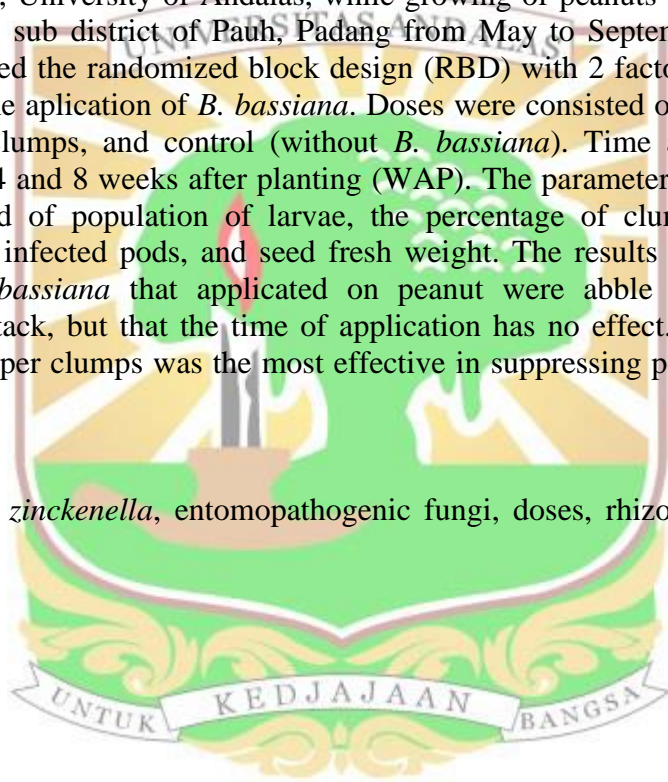 , University of Andalas, while growing of peanuts
sub district of Pauh, Padang from May to Septem
UNIVERSITAS ANDALAS
ed the randomized block design (RBD) with 2 facto
e aplication of B. bassiana. Doses were consisted o
lumps, and control (without B. bassiana). Time a
4 and 8 weeks after planting (WAP). The parameter
d of population of larvae, the percentage of clum
infected pods, and seed fresh weight. The results
bassiana that applicated on peanut were abble
tack, but that the time of application has no effect.
per clumps was the most effective in suppressing p
zinckenella, entomopathogenic fungi, doses, rhizo
UNTUK KEDJAJAAN BANGSA